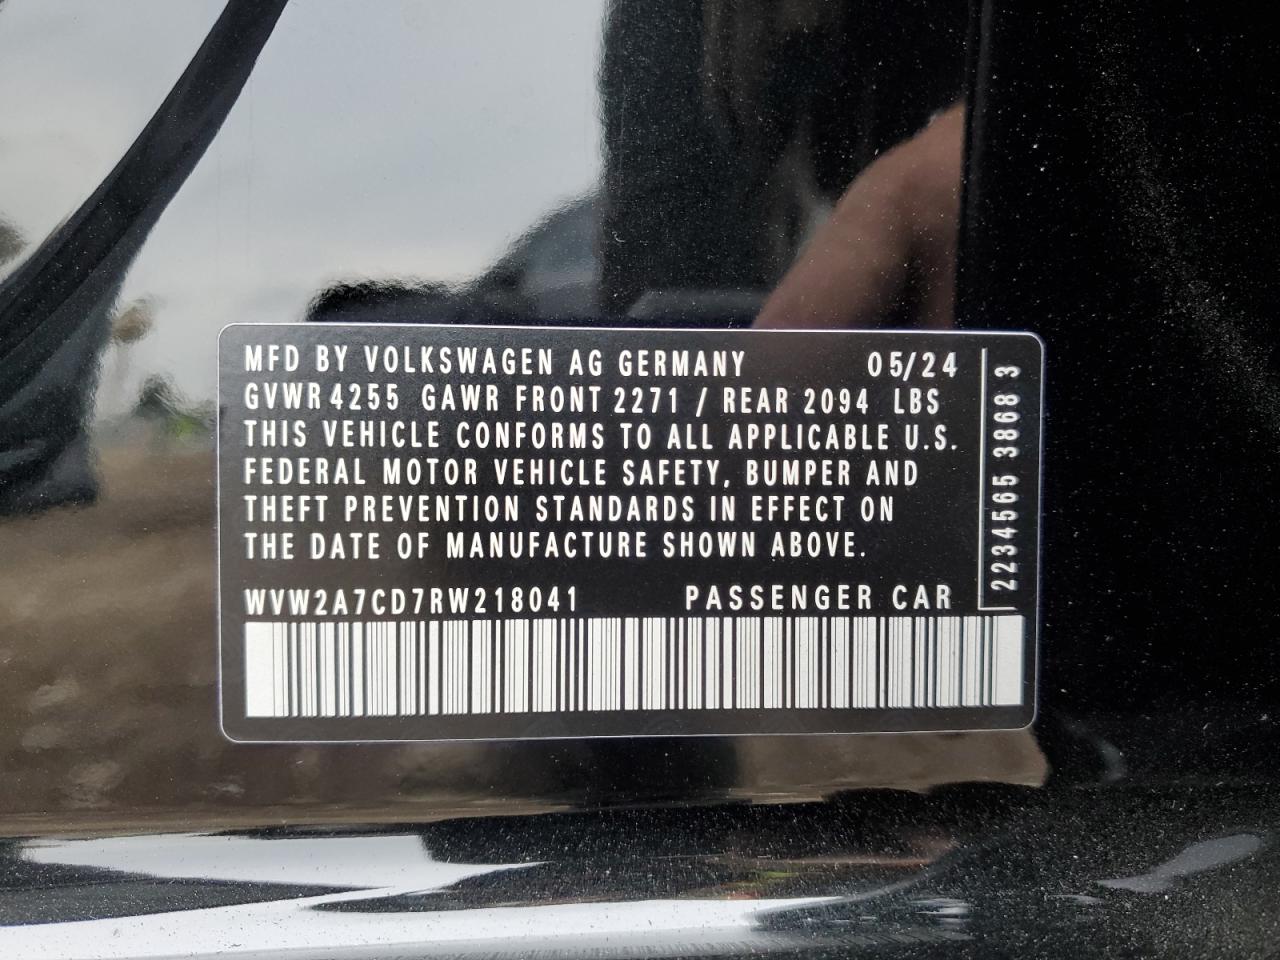 MFD BY VOLKSWAGEN AG GERMANY 05/24
GVWR 4255 GAWR FRONT 2271 / REAR 2094 LBS
THIS VEHICLE CONFORMS TO ALL APPLICABLE U.S.
FEDERAL MOTOR VEHICLE SAFETY, BUMPER AND
THEFT PREVENTION STANDARDS IN EFFECT ON
THE DATE OF MANUFACTURE SHOWN ABOVE.
WVW2A7CD7RW218041 PASSENGER CAR
2234565 3868 3